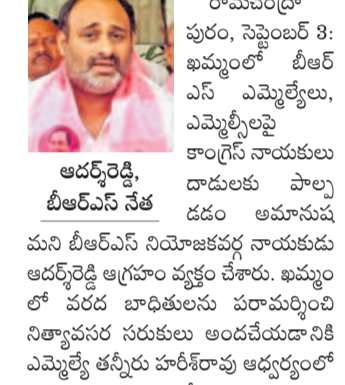 రామచంద్రా
పురం, సెప్టెంబర్ 3:
ఖమ్మంలో బీఆర్
ఎస్ ఎమ్మెల్యేలు,
ఎమ్మెల్సీలపై
కాంగ్రెస్ నాయకులు
దాడులకు పాల్ప
డడం అమానుష
మని బీఆర్ఎస్ నియోజకవర్గ నాయకుడు
ఆదర్శ్‌రెడ్డి ఆగ్రహం వ్యక్తం చేశారు. ఖమ్మం
లో వరద బాధితులను పరామర్శించి
నిత్యావసర సరుకులు అందచేయడానికి
ఎమ్మెల్యే తన్నీరు హరీశ్‌రావు ఆధ్వర్యంలో
ఆదర్శ్‌రెడ్డి,
బీఆర్ఎస్ నేత